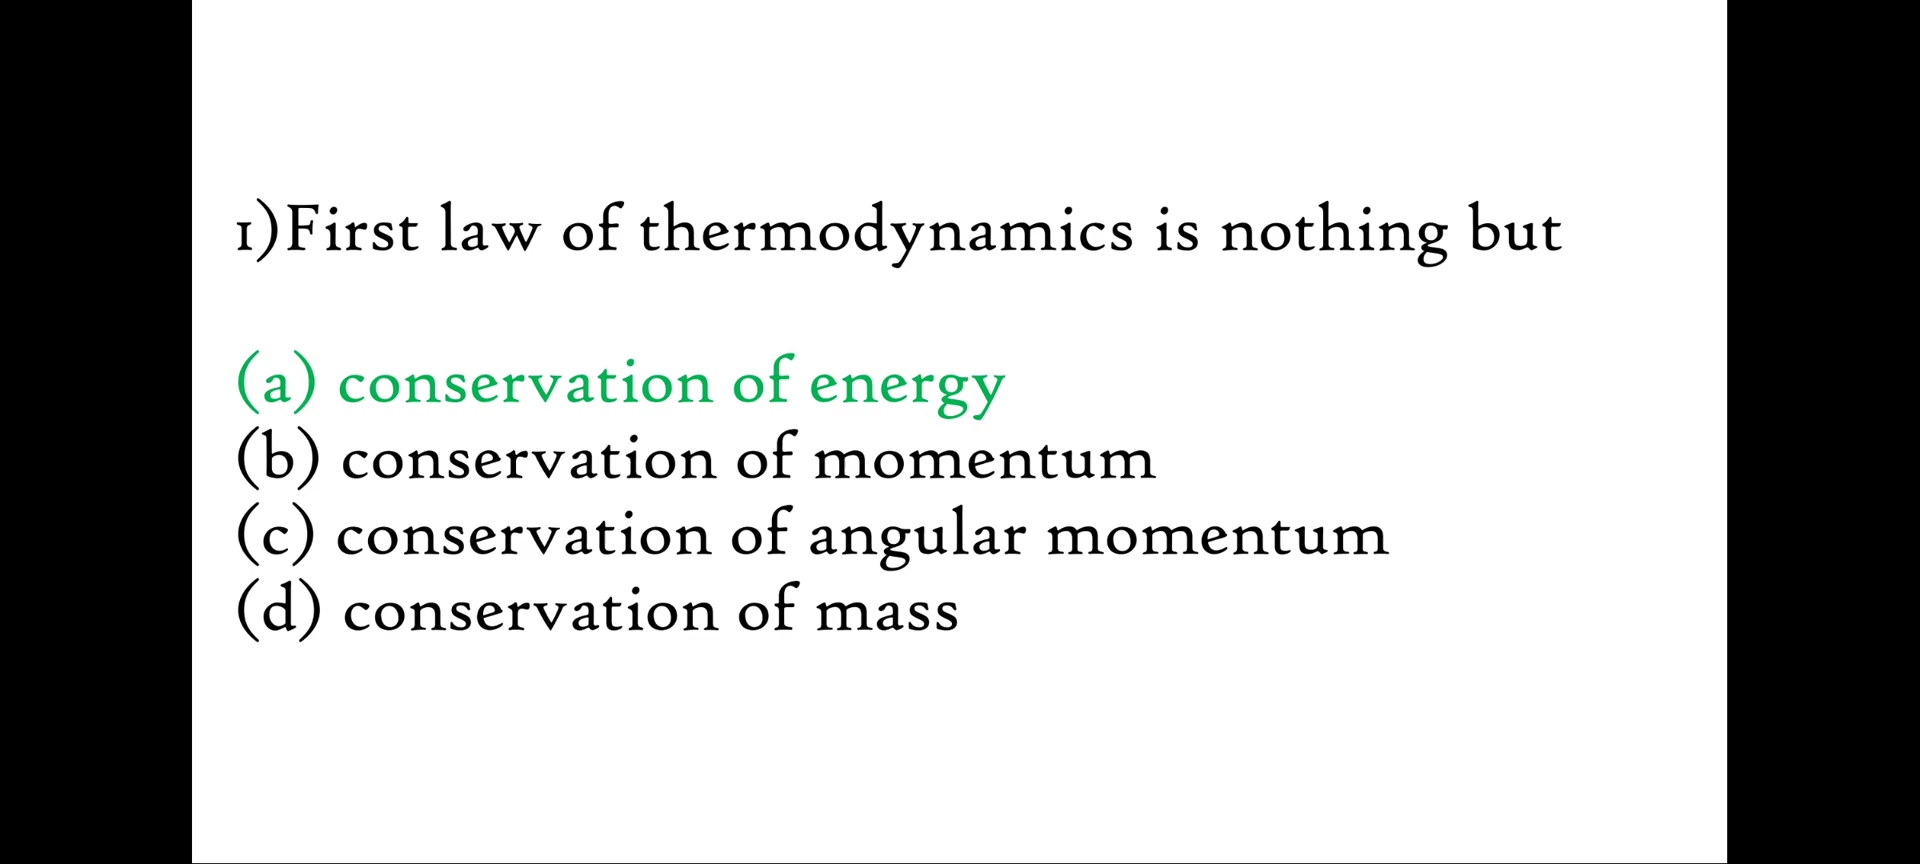 1)First law of thermodynamics is nothing but
(a) conservation of energy
(b) conservation of momentum
(c) conservation of angular momentum
(d) conservation of mass